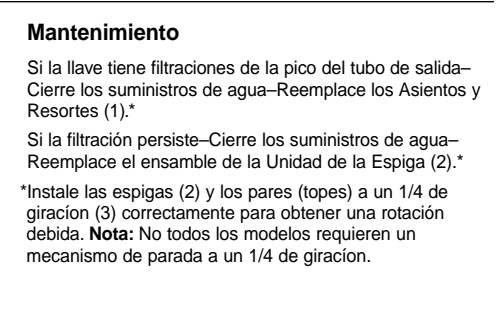 Mantenimiento
Si la llave tiene filtraciones de la pico del tubo de salida–
Cierre los suministros de agua–Reemplace los Asientos y
Resortes (1).*
Si la filtración persiste–Cierre los suministros de agua–
Reemplace el ensamble de la Unidad de la Espiga (2).*
*Instale las espigas (2) y los pares (topes) a un 1/4 de
giracíon (3) correctamente para obtener una rotación
debida. Nota: No todos los modelos requieren un
mecanismo de parada a un 1/4 de giracíon.